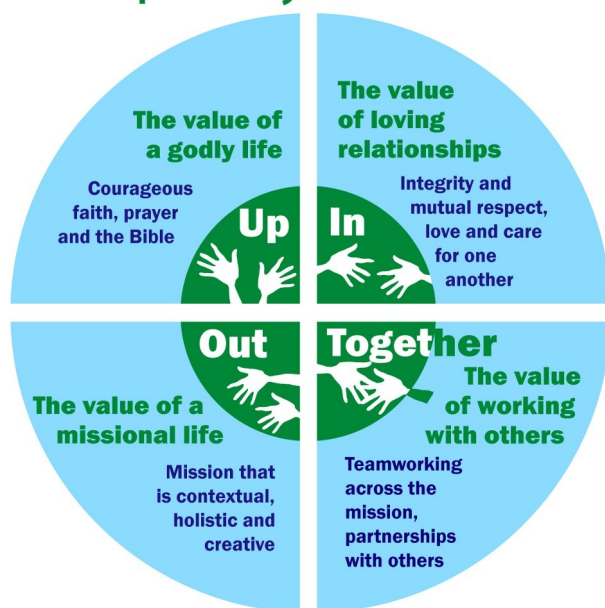 The value of
a godly life
Courageous
faith, prayer
and the Bible
Up
The value
of loving
relationships
Integrity and
mutual respect,
love and care
for one
another
In
Out
The value of a
missional life
Mission that
is contextual,
holistic and
creative
Together
The value
of working
with others
Teamworking
across the
mission,
partnerships
with others